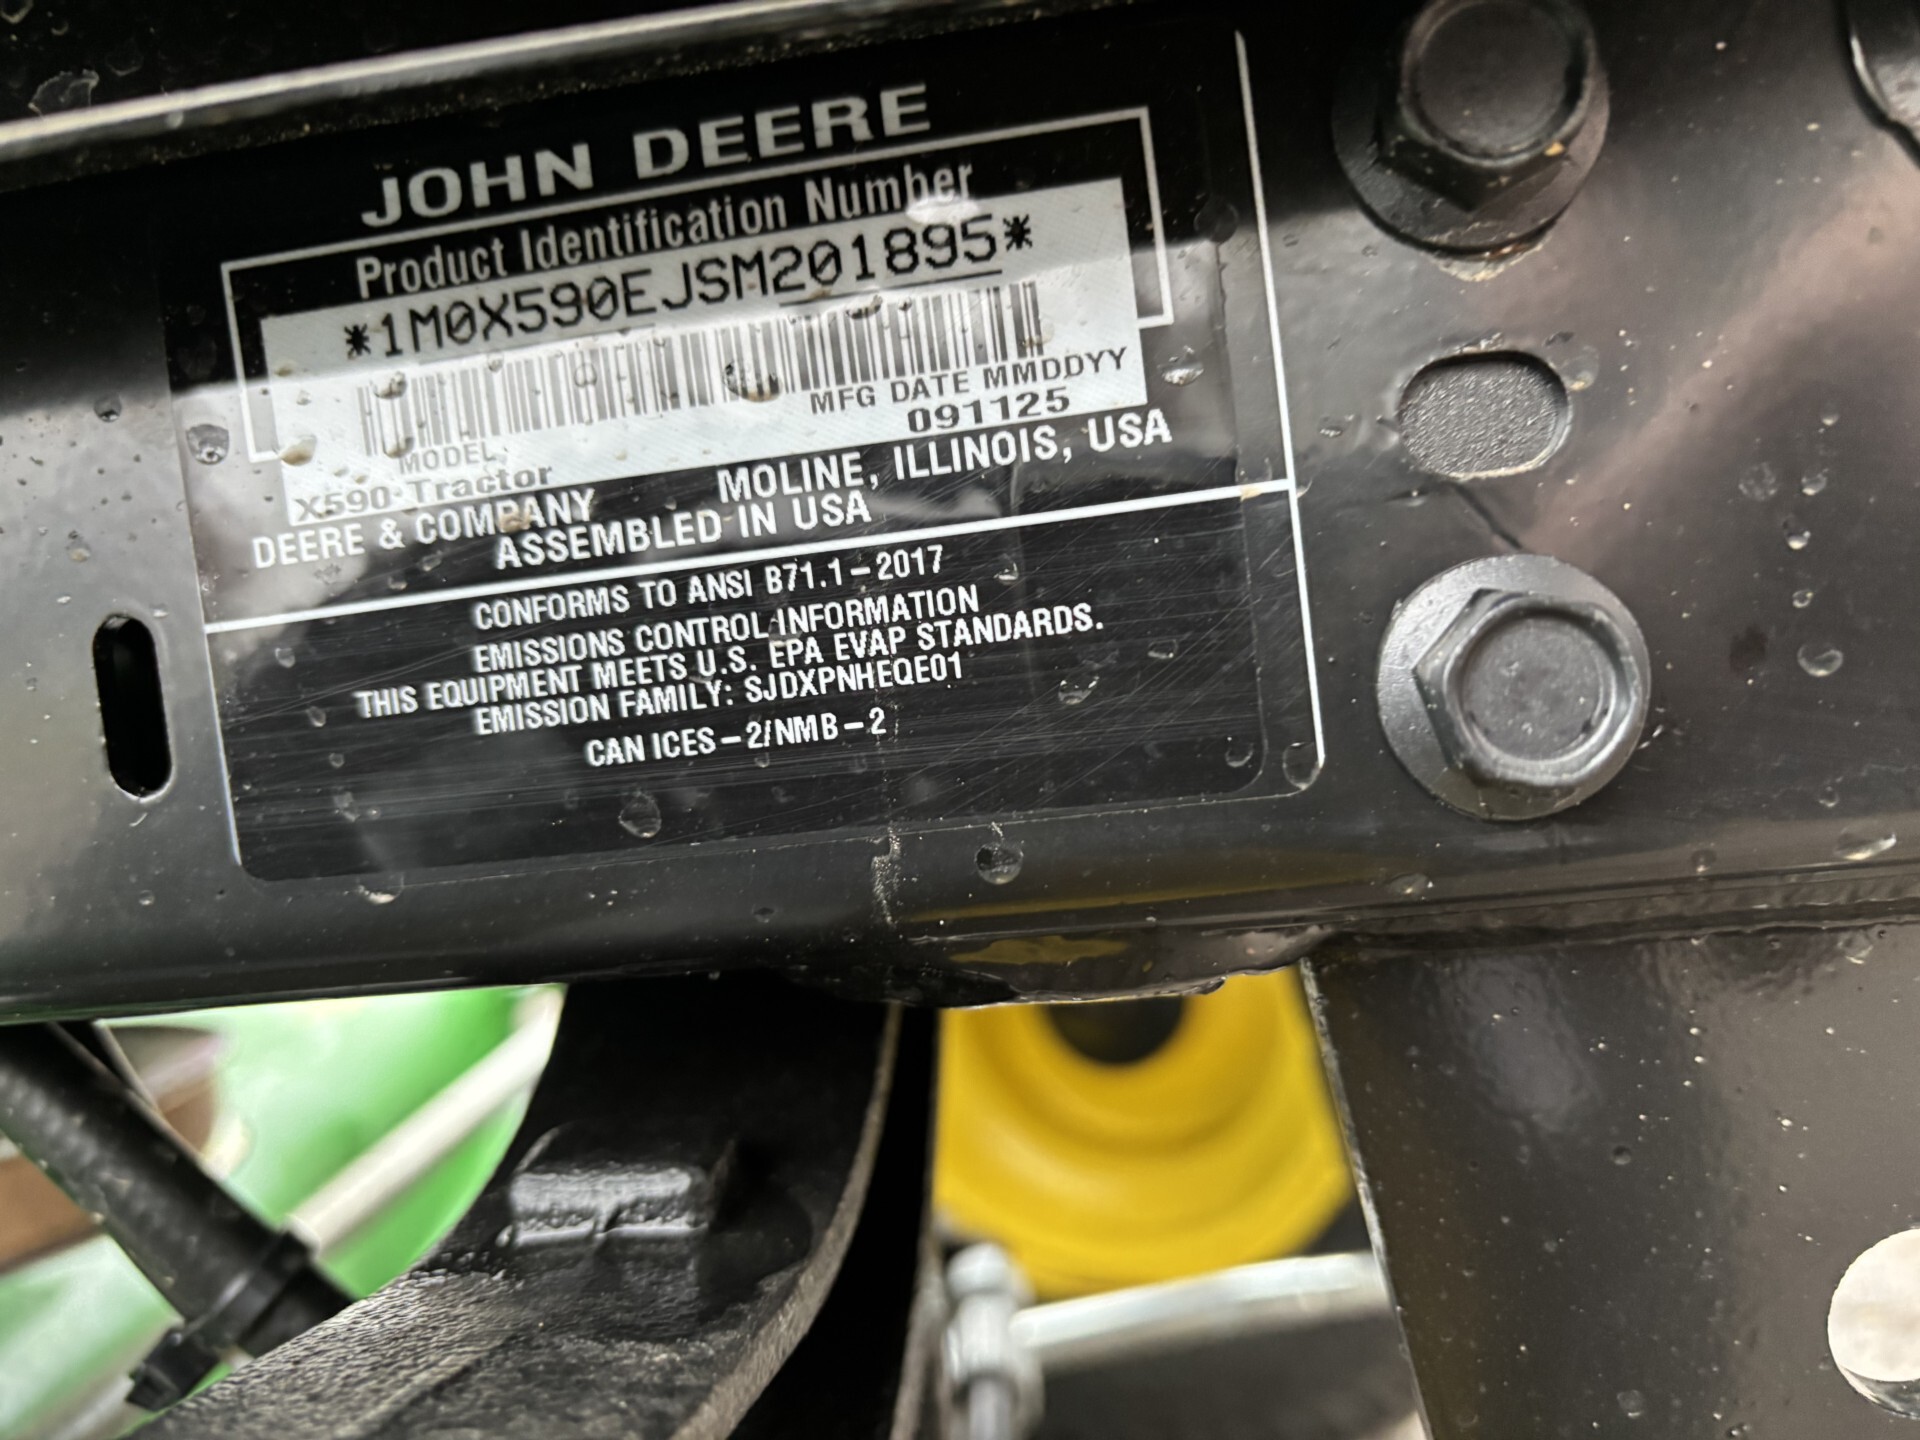 JOHN DEERE
Product Identification Number
*1M0X590EJSM201895*
MFG DATE MMDDYY
091125
MODEL
X590 Tractor
DEERE & COMPANY MOLINE, ILLINOIS, USA
ASSEMBLED IN USA
CONFORMS TO ANSI B71.1-2017
EMISSIONS CONTROL INFORMATION
THIS EQUIPMENT MEETS U.S. EPA EVAP STANDARDS.
EMISSION FAMILY: SJDXPNHEQE01
CAN ICES-2/NMB-2